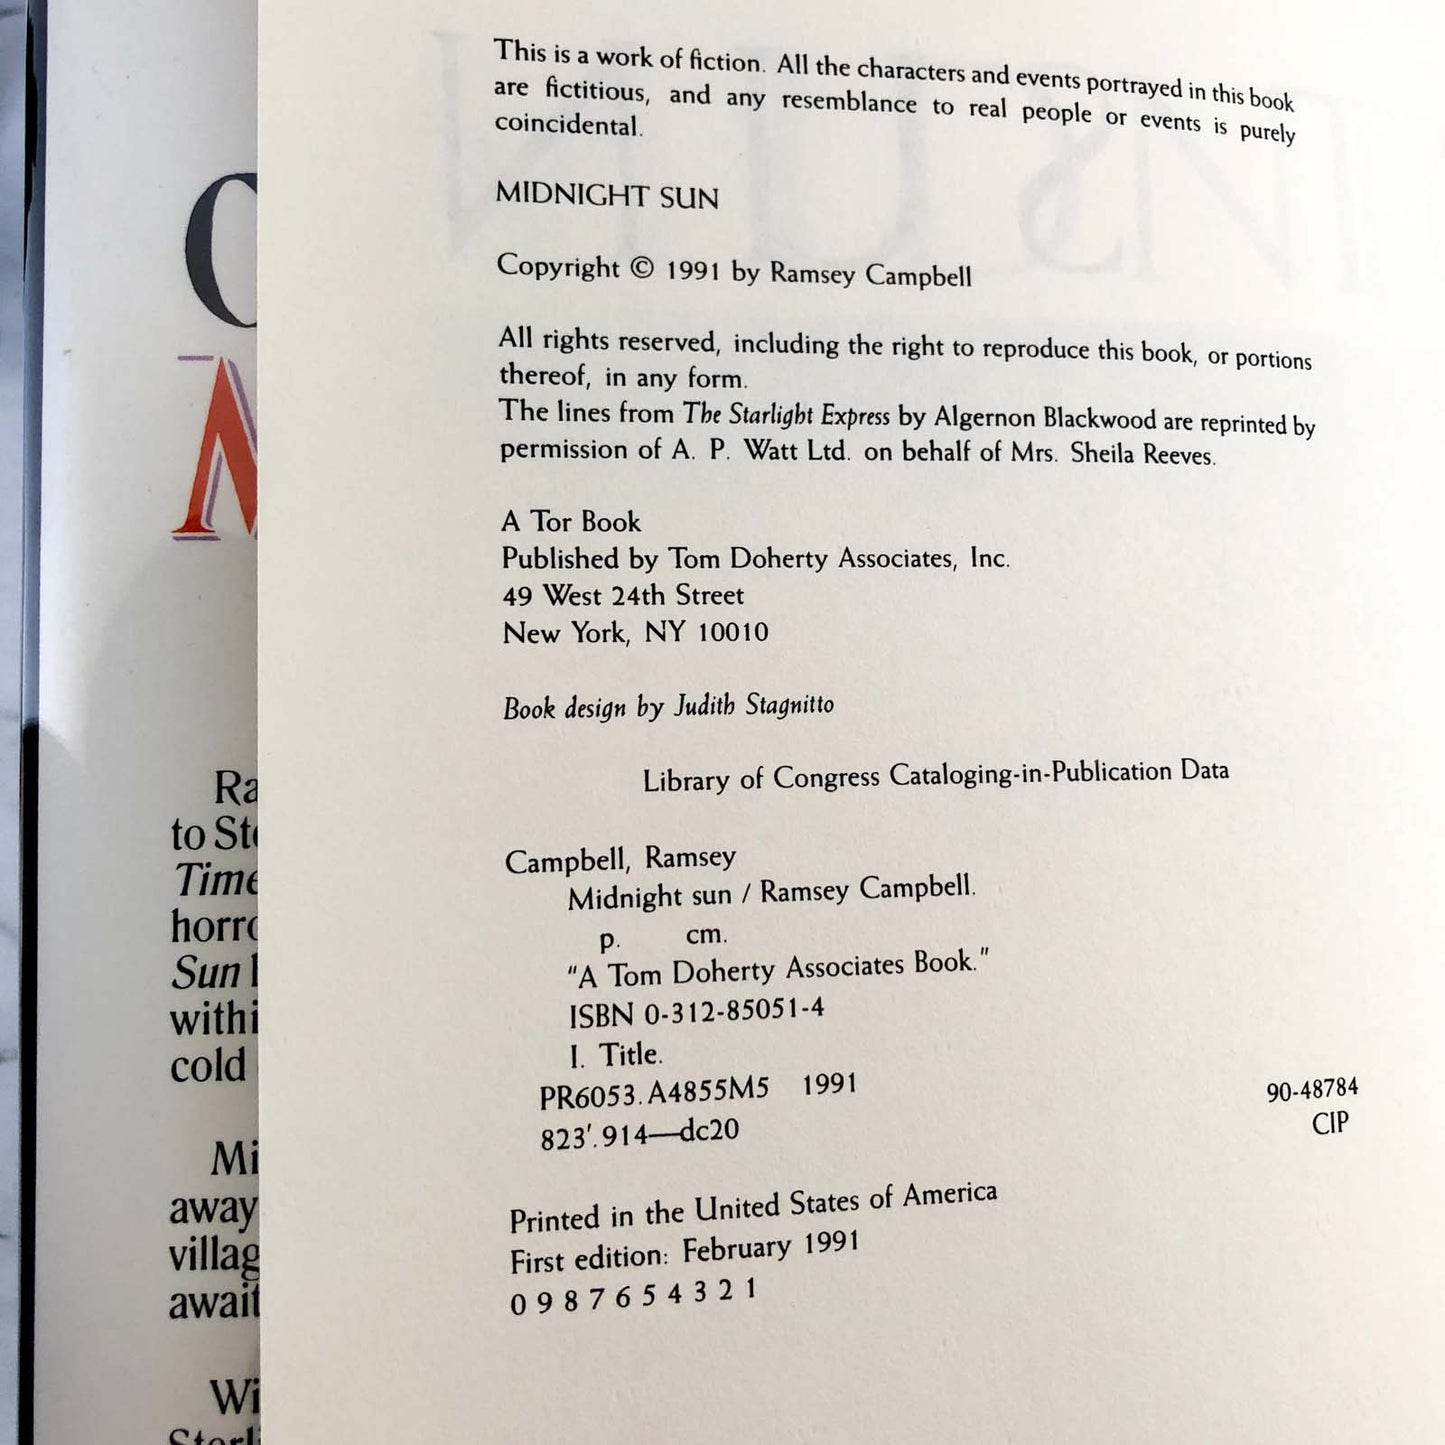 This is a work of fiction. All the characters and events portrayed in this book
are fictitious, and any resemblance to real people or events is purely
coincidental.
MIDNIGHT SUN
Copyright © 1991 by Ramsey Campbell
All rights reserved, including the right to reproduce this book, or portions
thereof, in any form.
The lines from The Starlight Express by Algernon Blackwood are reprinted by
permission of A. P. Watt Ltd. on behalf of Mrs. Sheila Reeves.
A Tor Book
Published by Tom Doherty Associates, Inc.
49 West 24th Street
New York, NY 10010
Book design by Judith Stagnitto
Library of Congress Cataloging-in-Publication Data
Campbell, Ramsey
Midnight sun / Ramsey Campbell.
p. cm.
"A Tom Doherty Associates Book."
ISBN 0-312-85051-4
I. Title.
PR6053.A4855M5 1991
823'.914—dc20
90-48784
CIP
Printed in the United States of America
First edition: February 1991
0 9 8 7 6 5 4 3 2 1
to
Sun
cold
away